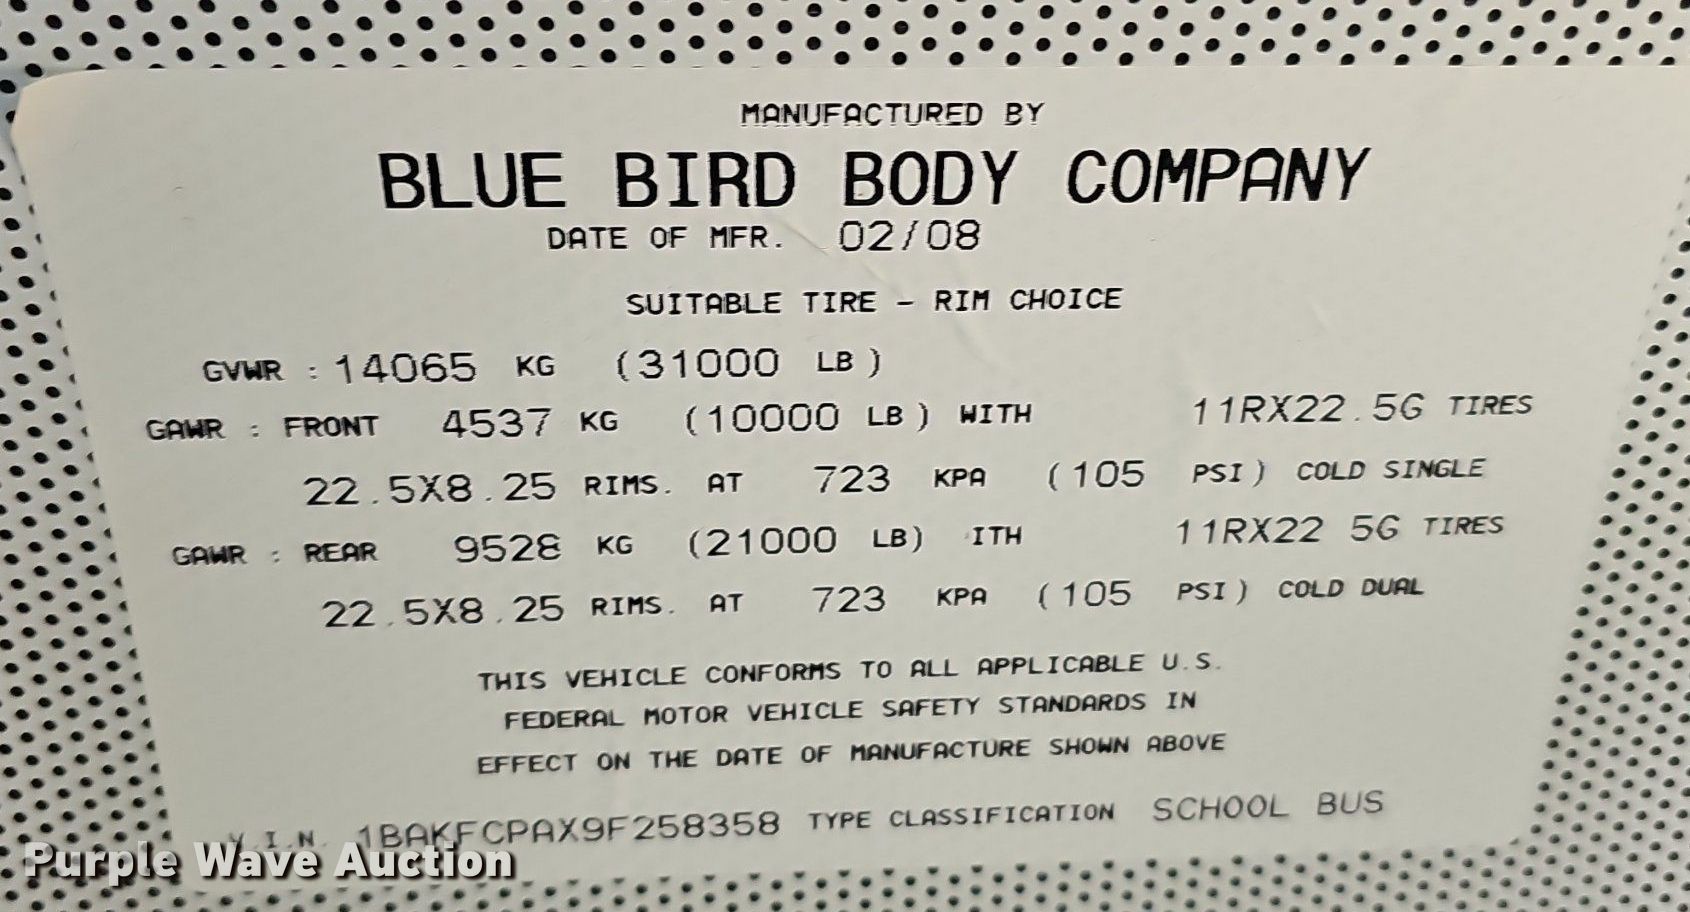 MANUFACTURED BY
BLUE BIRD BODY COMPANY
DATE OF MFR. 02/08
SUITABLE TIRE - RIM CHOICE
GVWR : 14065 KG (31000 LB)
GAWR : FRONT 4537 KG (10000 LB) WITH 11RX22.5G TIRES
22.5X8.25 RIMS. AT 723 KPA (105 PSI) COLD SINGLE
GAWR : REAR 9528 KG (21000 LB) ITH 11RX22 5G TIRES
22.5X8.25 RIMS. AT 723 KPA (105 PSI) COLD DUAL
THIS VEHICLE CONFORMS TO ALL APPLICABLE U.S.
FEDERAL MOTOR VEHICLE SAFETY STANDARDS IN
EFFECT ON THE DATE OF MANUFACTURE SHOWN ABOVE
V.I.N. 1BAKFCPAX9F258358 TYPE CLASSIFICATION SCHOOL BUS
Purple Wave Auction